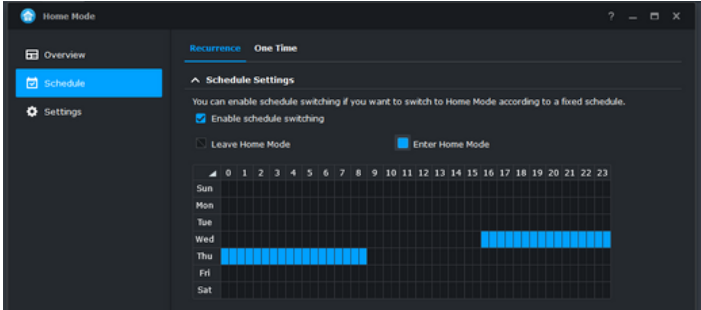 Home Mode
?
Overview
Schedule
Settings
Recurrence One Time
Schedule Settings
You can enable schedule switching if you want to switch to Home Mode according to a fixed schedule.
Enable schedule switching
Leave Home Mode Enter Home Mode
0 1 2 3 4 5 6 7 8 9 10 11 12 13 14 15 16 17 18 19 20 21 22 23
Sun
Mon
Tue
Wed
Thu
Fri
Sat